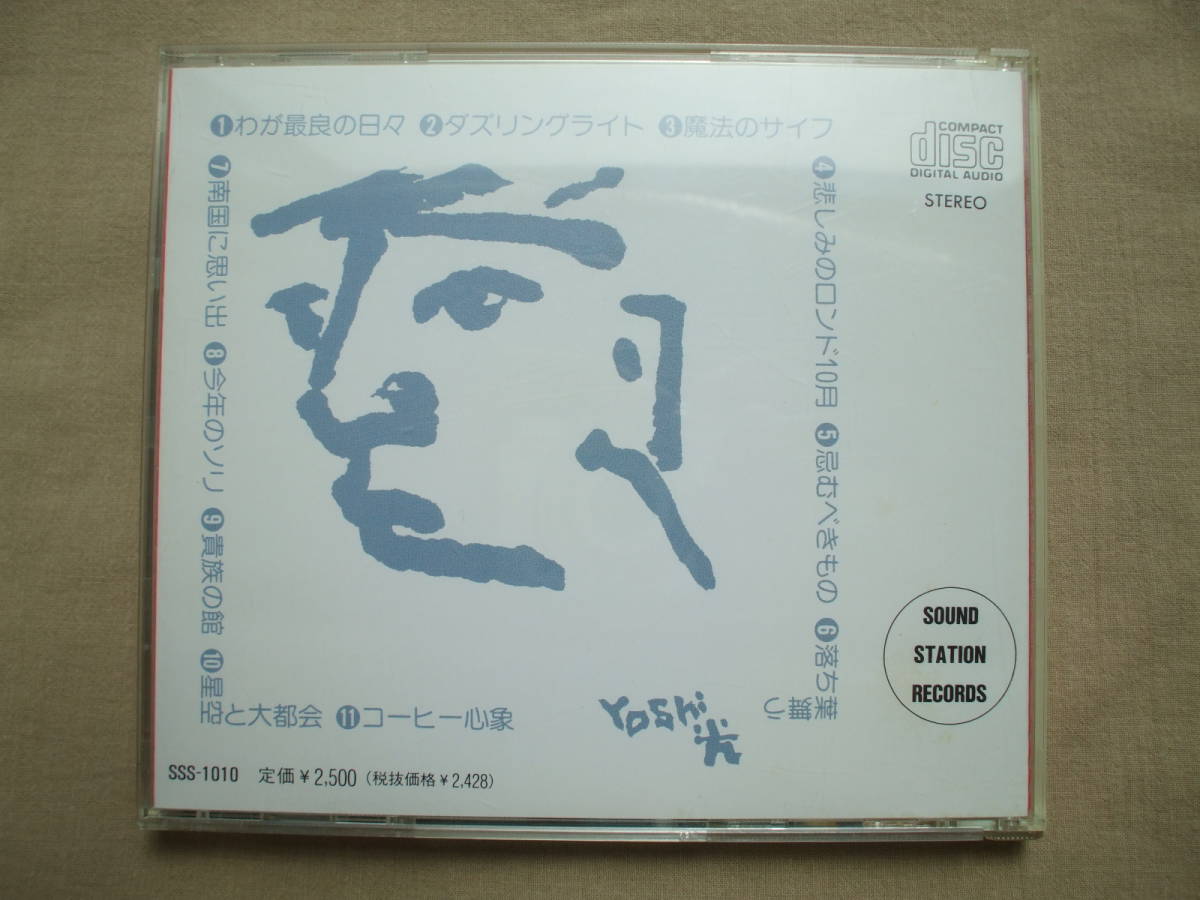 ❶わが最良の日々 ❷ダズリングライト ❸魔法のサイフ
❹悲しみのロンド10月 ❺忌むべきもの ❻落ち葉舞い
❼南国に思い出 ❽今年のソリ ❾貴族の館 ❿星空と大都会 ⓫コーヒー心象
COMPACT
disc
DIGITAL AUDIO
STEREO
SOUND
STATION
RECORDS
SSS-1010 定価¥2,500(税抜価格¥2,428)